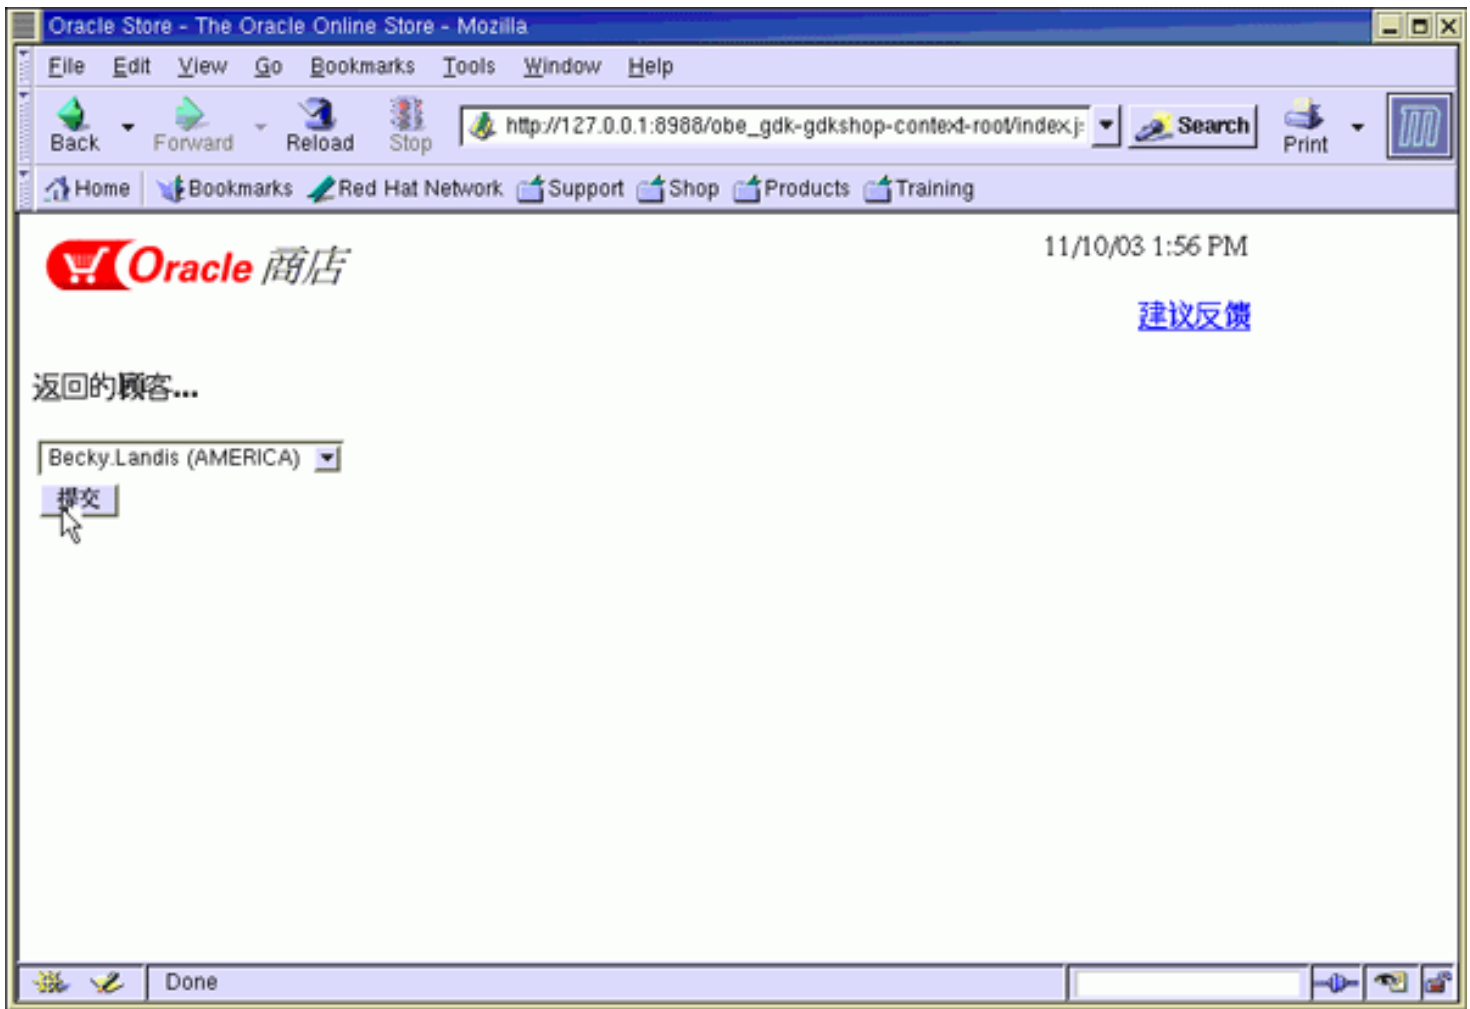 Oracle Store - The Oracle Online Store - Mozilla
File Edit View Go Bookmarks Tools Window Help
Back Forward Reload Stop http://127.0.0.1:8988/obe_gdk-gdkshop-context-root/index.j Search Print
Home Bookmarks Red Hat Network Support Shop Products Training
Oracle 商店
11/10/03 1:56 PM
建议反馈
返回的顾客...
Becky.Landis (AMERICA)
提交
Done